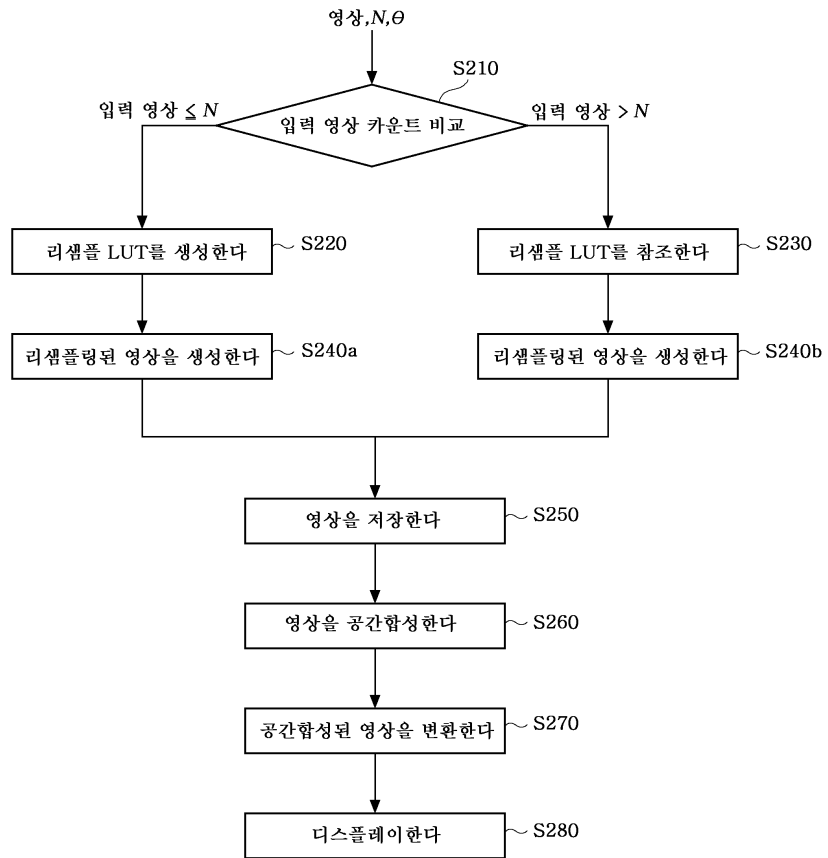 영상,N,Θ
S210
입력 영상 ≦ N
입력 영상 카운트 비교
입력 영상 > N
리샘플 LUT를 생성한다
S220
리샘플 LUT를 참조한다
S230
리샘플링된 영상을 생성한다
S240a
리샘플링된 영상을 생성한다
S240b
영상을 저장한다
S250
영상을 공간합성한다
S260
공간합성된 영상을 변환한다
S270
디스플레이한다
S280